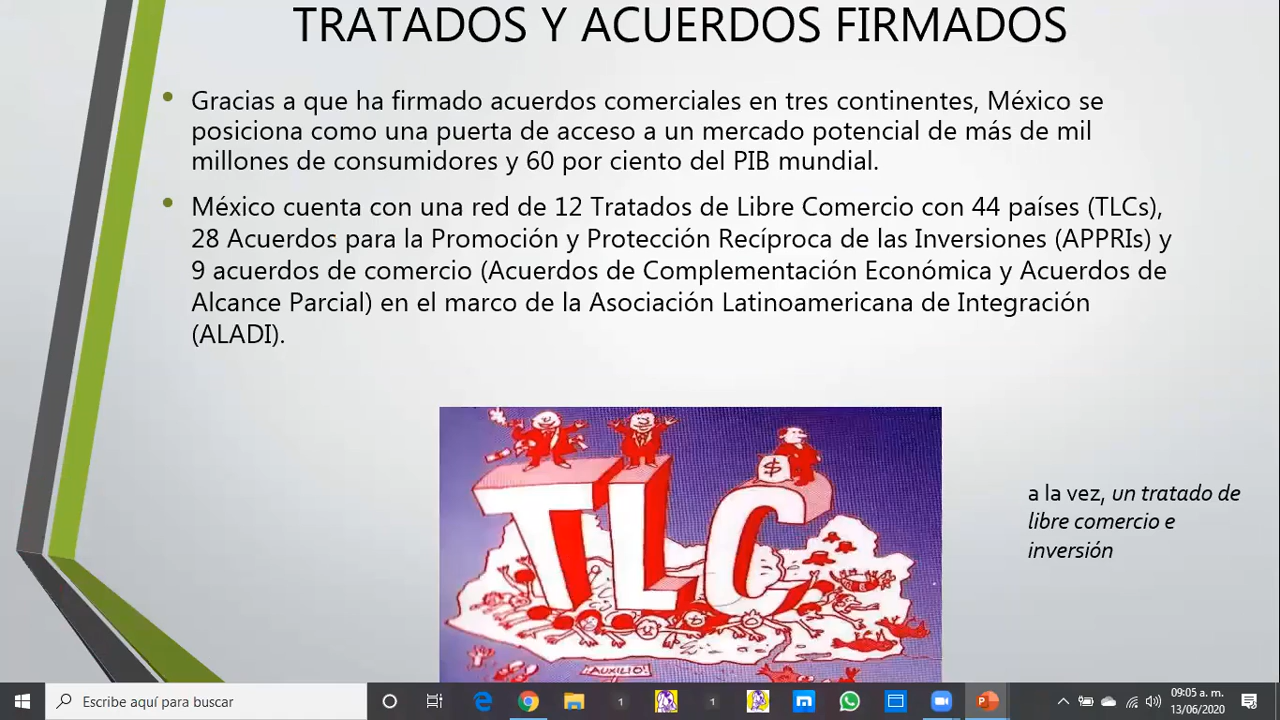 TRATADOS Y ACUERDOS FIRMADOS
• Gracias a que ha firmado acuerdos comerciales en tres continentes, México se
posiciona como una puerta de acceso a un mercado potencial de más de mil
millones de consumidores y 60 por ciento del PIB mundial.
• México cuenta con una red de 12 Tratados de Libre Comercio con 44 países (TLCs),
28 Acuerdos para la Promoción y Protección Recíproca de las Inversiones (APPRIs) y
9 acuerdos de comercio (Acuerdos de Complementación Económica y Acuerdos de
Alcance Parcial) en el marco de la Asociación Latinoamericana de Integración
(ALADI).
$
TLC
¡AUXILIO!
a la vez, un tratado de
libre comercio e
inversión
Escribe aquí para buscar
1
1
09:05 a. m.
13/06/2020